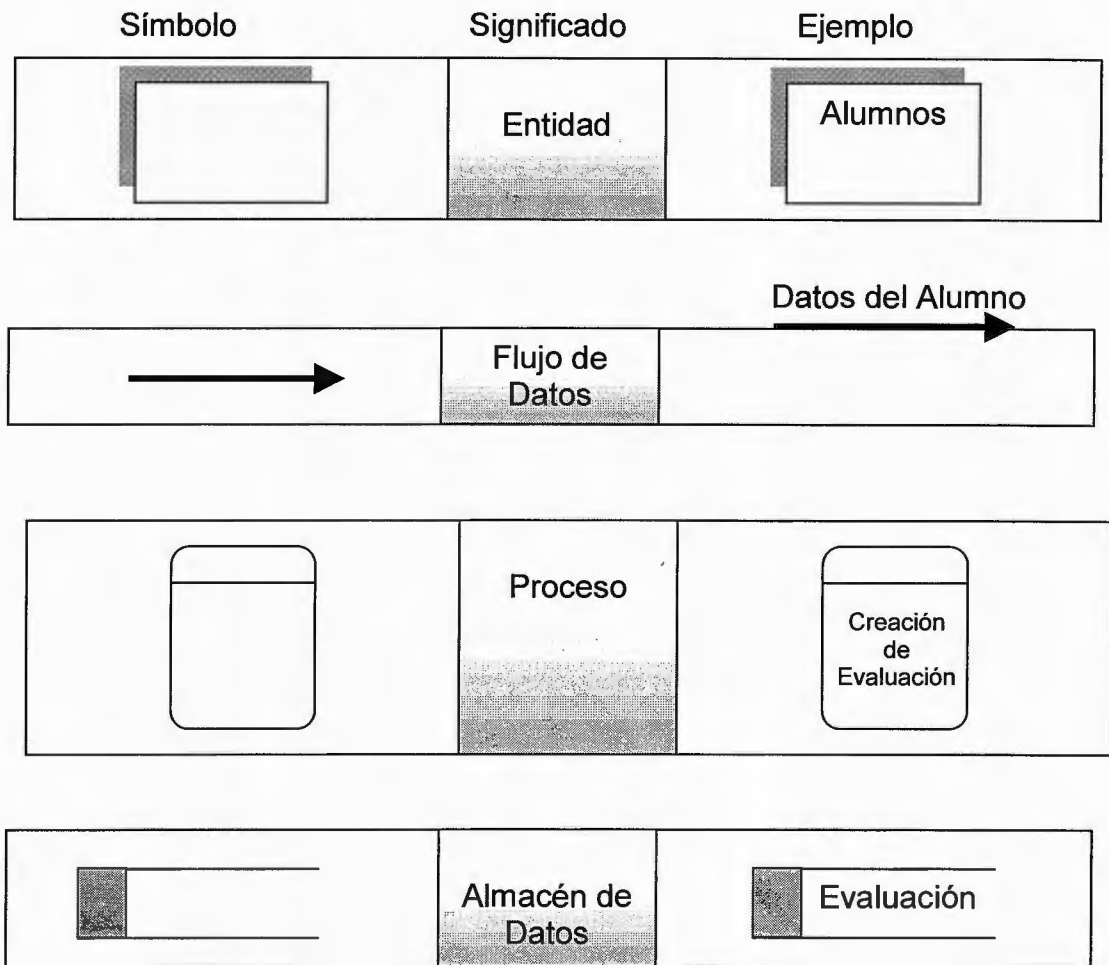 Símbolo Significado Ejemplo
Entidad
Alumnos
Datos del Alumno
Flujo de
Datos
Proceso
Creación
de
Evaluación
Almacén de
Datos
Evaluación